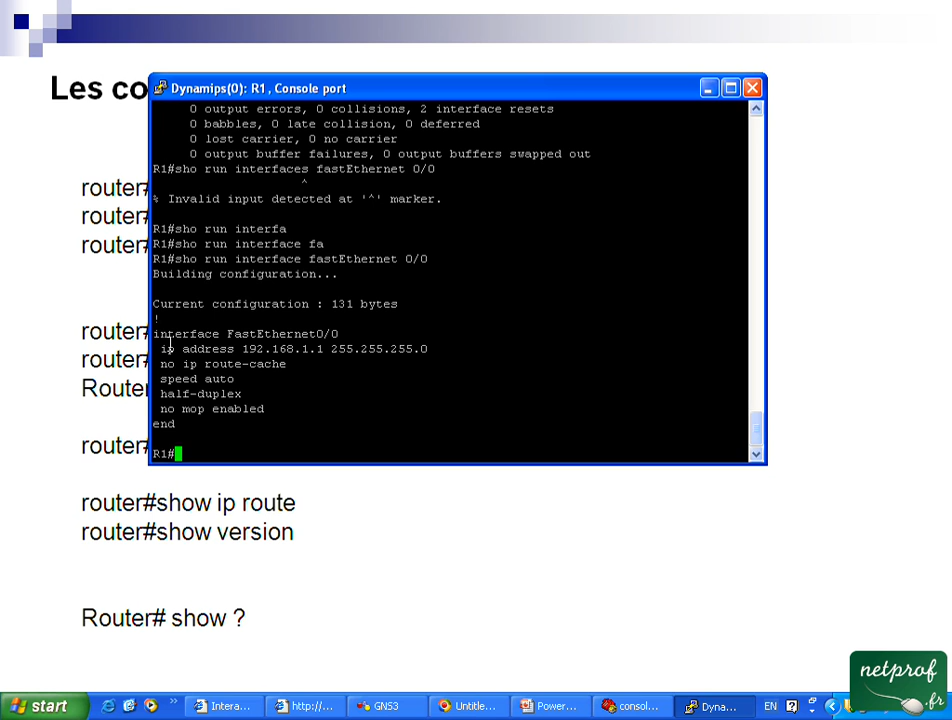 Les co
Dynamips(0): R1 , Console port
0 output errors, 0 collisions, 2 interface resets
0 babbles, 0 late collision, 0 deferred
0 lost carrier, 0 no carrier
0 output buffer failures, 0 output buffers swapped out
R1#sho run interfaces fastEthernet 0/0
^
% Invalid input detected at '^' marker.
R1#sho run interfa
R1#sho run interface fa
R1#sho run interface fastEthernet 0/0
Building configuration...
Current configuration : 131 bytes
!
interface FastEthernet0/0
ip address 192.168.1.1 255.255.255.0
no ip route-cache
speed auto
half-duplex
no mop enabled
end
R1#
router#
router#
router#
router#
router#
Router
router#
router#show ip route
router#show version
Router# show ?
netprof
.fr
start
Intera...
http://...
GNS3
Untitle...
Power...
consol...
Dyna...
EN